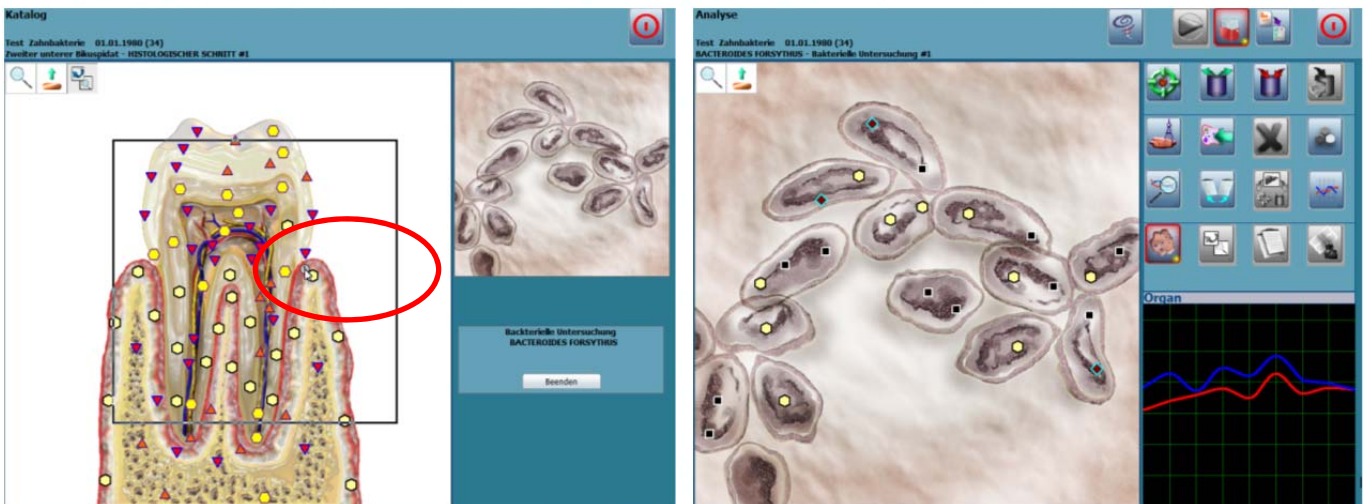 Katalog
Test Zahnbakterie 01.01.1980 (34)
Zweiter unterer Bikuspidat - HISTOLOGISCHER SCHRITT #1
Backterielle Untersuchung
BACTEROIDES FORSYTHUS
Beenden
Analyse
Test Zahnbakterie 01.01.1980 (34)
BACTEROIDES FORSYTHUS - Bakterielle Untersuchung #1
Organ